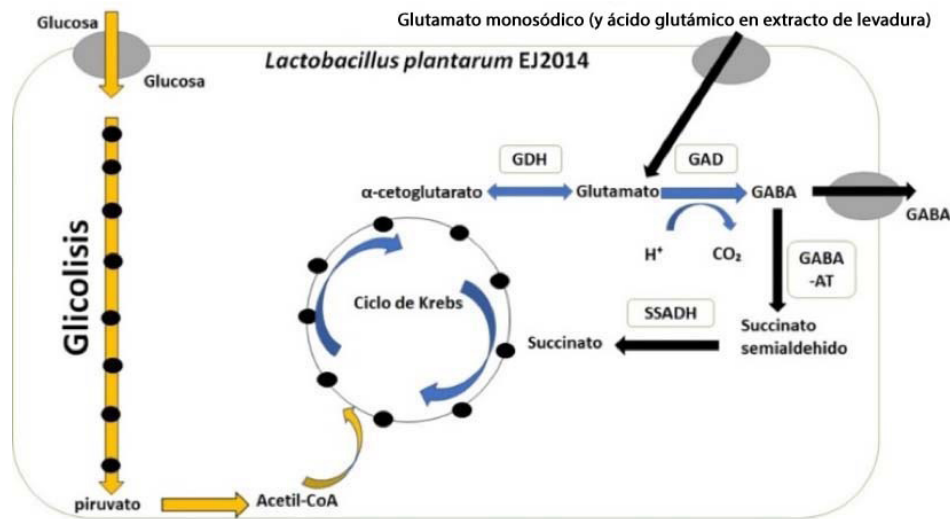 Glucosa
Glutamato monosódico (y ácido glutámico en extracto de levadura)
Lactobacillus plantarum EJ2014
Glucosa
GDH
GAD
α-cetoglutarato
Glutamato
GABA
GABA
H⁺
CO₂
GABA
-AT
Glicolisis
Ciclo de Krebs
SSADH
Succinato
Succinato
semialdehido
piruvato
Acetil-CoA